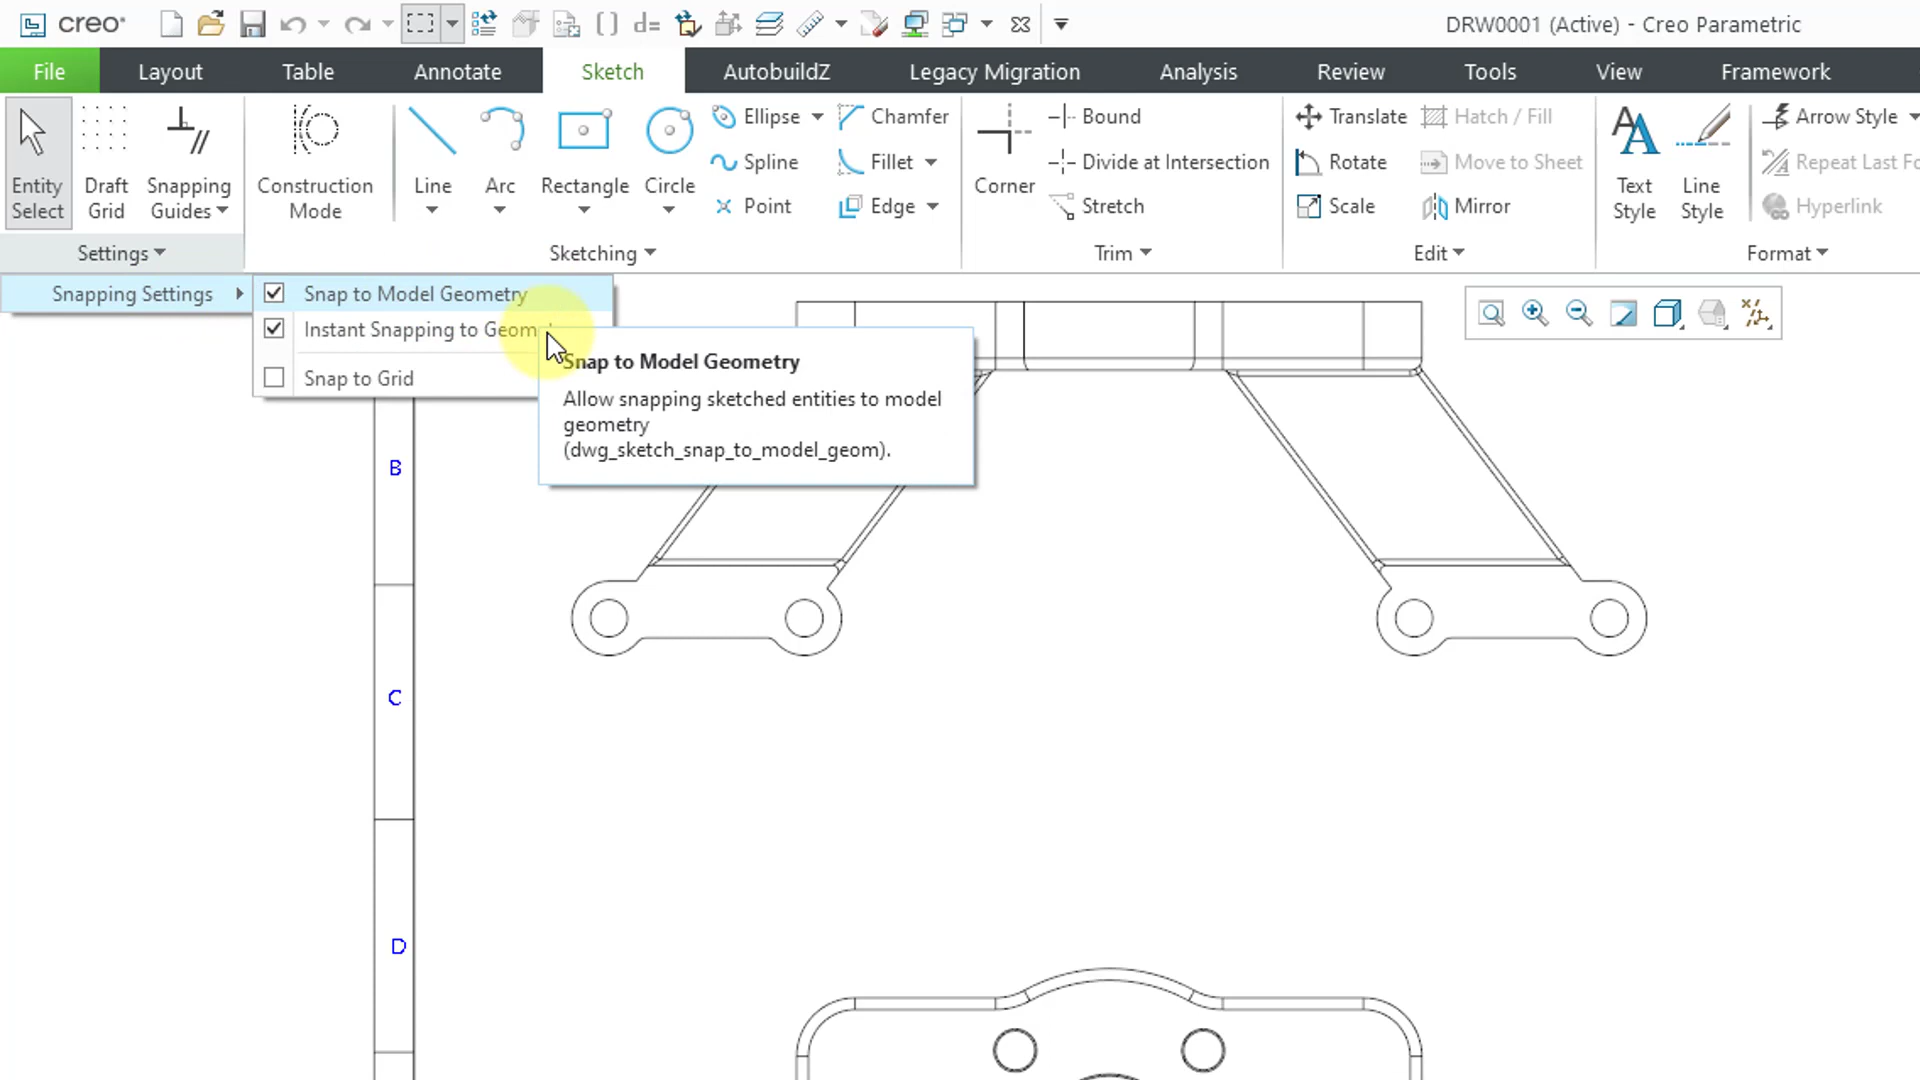 creo
d=
DRW0001 (Active) - Creo Parametric
File
Layout
Table
Annotate
Sketch
AutobuildZ
Legacy Migration
Analysis
Review
Tools
View
Framework
Entity Select
Draft Grid
Snapping Guides
Construction Mode
Line
Arc
Rectangle
Circle
Ellipse
Spline
Point
Chamfer
Fillet
Edge
Corner
Bound
Divide at Intersection
Stretch
Translate
Rotate
Scale
Hatch / Fill
Move to Sheet
Mirror
Text Style
Line Style
Arrow Style
Repeat Last Fo
Hyperlink
Settings
Sketching
Trim
Edit
Format
Snapping Settings
Snap to Model Geometry
Instant Snapping to Geom
Snap to Grid
Snap to Model Geometry
Allow snapping sketched entities to model
geometry
(dwg_sketch_snap_to_model_geom).
B
C
D